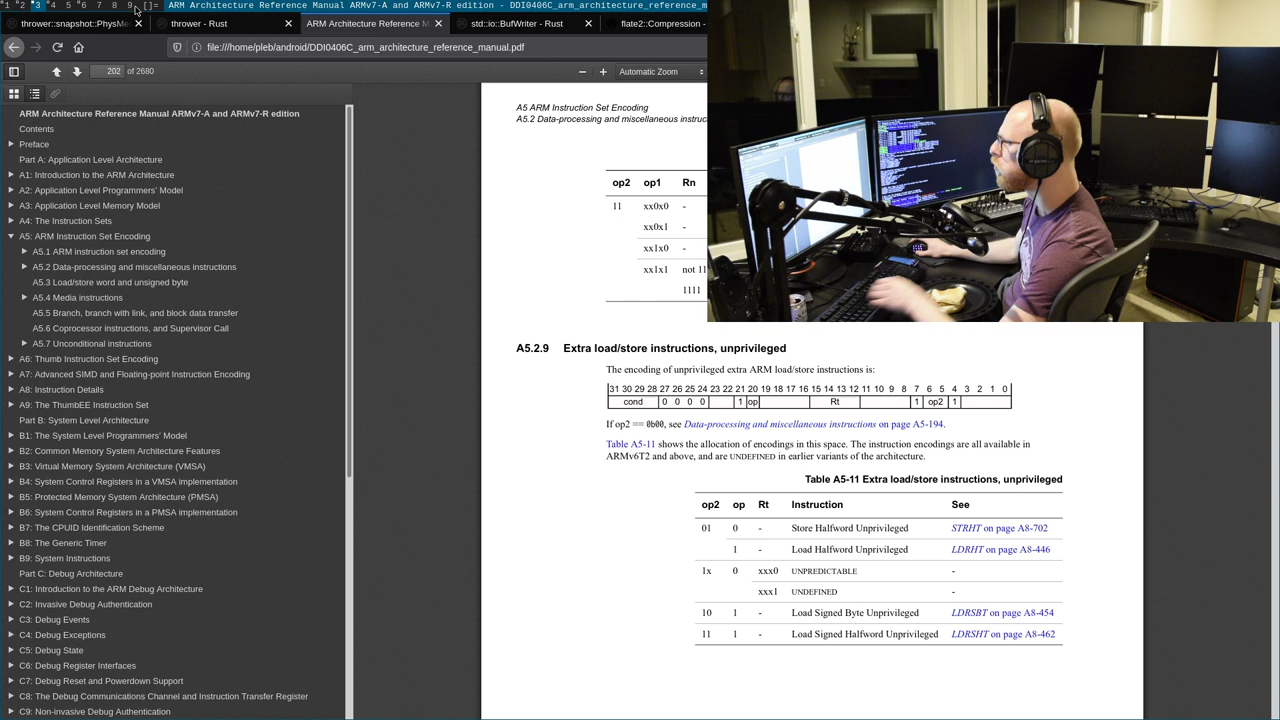 1 2 3 4 5 6 7 8 9 []= ARM Architecture Reference Manual ARMv7-A and ARMv7-R edition - DDI0406C_arm_architecture_reference_m
thrower::snapshot::PhysMe × thrower - Rust × ARM Architecture Reference M × std::io::BufWriter - Rust × flate2::Compression -
file:///home/pleb/android/DDI0406C_arm_architecture_reference_manual.pdf
202 of 2680 Automatic Zoom
ARM Architecture Reference Manual ARMv7-A and ARMv7-R edition
Contents
Preface
Part A: Application Level Architecture
A1: Introduction to the ARM Architecture
A2: Application Level Programmers' Model
A3: Application Level Memory Model
A4: The Instruction Sets
A5: ARM Instruction Set Encoding
A5.1 ARM instruction set encoding
A5.2 Data-processing and miscellaneous instructions
A5.3 Load/store word and unsigned byte
A5.4 Media instructions
A5.5 Branch, branch with link, and block data transfer
A5.6 Coprocessor instructions, and Supervisor Call
A5.7 Unconditional instructions
A6: Thumb Instruction Set Encoding
A7: Advanced SIMD and Floating-point Instruction Encoding
A8: Instruction Details
A9: The ThumbEE Instruction Set
Part B: System Level Architecture
B1: The System Level Programmers' Model
B2: Common Memory System Architecture Features
B3: Virtual Memory System Architecture (VMSA)
B4: System Control Registers in a VMSA implementation
B5: Protected Memory System Architecture (PMSA)
B6: System Control Registers in a PMSA implementation
B7: The CPUID Identification Scheme
B8: The Generic Timer
B9: System Instructions
Part C: Debug Architecture
C1: Introduction to the ARM Debug Architecture
C2: Invasive Debug Authentication
C3: Debug Events
C4: Debug Exceptions
C5: Debug State
C6: Debug Register Interfaces
C7: Debug Reset and Powerdown Support
C8: The Debug Communications Channel and Instruction Transfer Register
C9: Non-invasive Debug Authentication
A5 ARM Instruction Set Encoding
A5.2 Data-processing and miscellaneous instruc
op2 op1 Rn
11 xx0x0 -
xx0x1 -
xx1x0 -
xx1x1 not 11
1111
A5.2.9 Extra load/store instructions, unprivileged
The encoding of unprivileged extra ARM load/store instructions is:
31 30 29 28 27 26 25 24 23 22 21 20 19 18 17 16 15 14 13 12 11 10 9 8 7 6 5 4 3 2 1 0
cond 0 0 0 0 1 op Rt 1 op2 1
If op2 == 0b00, see Data-processing and miscellaneous instructions on page A5-194.
Table A5-11 shows the allocation of encodings in this space. The instruction encodings are all available in
ARMv6T2 and above, and are UNDEFINED in earlier variants of the architecture.
Table A5-11 Extra load/store instructions, unprivileged
op2 op Rt Instruction See
01 0 - Store Halfword Unprivileged STRHT on page A8-702
1 - Load Halfword Unprivileged LDRHT on page A8-446
1x 0 xxx0 UNPREDICTABLE -
xxx1 UNDEFINED -
10 1 - Load Signed Byte Unprivileged LDRSBT on page A8-454
11 1 - Load Signed Halfword Unprivileged LDRSHT on page A8-462